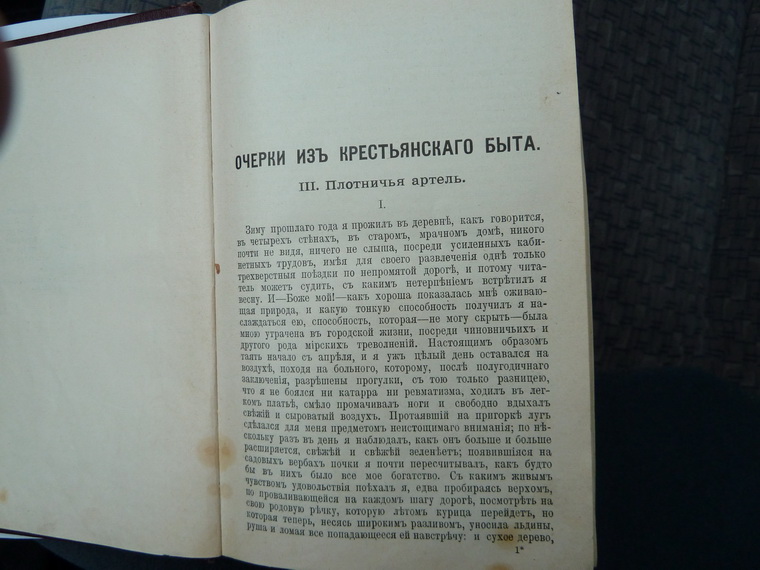 ОЧЕРКИ ИЗЪ КРЕСТЬЯНСКАГО БЫТА.
III. Плотничья артель.
I.
Зиму прошлаго года я прожилъ въ деревнѣ, какъ говорится,
въ четырехъ стѣнахъ, въ старомъ, мрачномъ домѣ, никого
почти не видя, ничего не слыша, посреди усиленныхъ каби-
нетныхъ трудовъ, имѣя для своего развлеченія однѣ только
трехверстныя поѣздки по непромятой дорогѣ, и потому чита-
тель можетъ судить, съ какимъ нетерпѣніемъ встрѣтилъ я
весну. И—Боже мой!—какъ хороша показалась мнѣ оживаю-
щая природа, и какую тонкую способность получилъ я на-
слаждаться ею, способность, которая—не могу скрыть—была
мною утрачена въ городской жизни, посреди чиновничьихъ и
другого рода мірскихъ треволненій. Настоящимъ образомъ
таять начало съ апрѣля, и я ужъ цѣлый день оставался на
воздухѣ, походя на больного, которому, послѣ полугодичнаго
заключенія, разрѣшены прогулки, съ тою только разницею,
что я не боялся ни катарра ни ревматизма, ходилъ въ лег-
комъ платьѣ, смѣло промачивалъ ноги и свободно вдыхалъ
свѣжій и сыроватый воздухъ. Протаявшій на пригоркѣ лугъ
сдѣлался для меня предметомъ неистощимаго вниманія; по нѣ-
скольку разъ въ день я наблюдалъ, какъ онъ больше и больше
расширяется, свѣжѣй и свѣжѣй зеленѣетъ; появившіяся на
садовыхъ вербахъ почки я почти пересчитывалъ, какъ будто
бы въ нихъ было все мое богатство. Съ какимъ живымъ
чувствомъ удовольствія поѣхалъ я, едва пробираясь верхомъ,
по проваливающейся на каждомъ шагу дорогѣ, посмотрѣть на
свою родовую рѣчку, которую лѣтомъ курица перейдетъ, но
которая теперь, несясь широкимъ разливомъ, уносила льдины,
руша и ломая все попадающееся ей навстрѣчу: и сухое дерево,
1*